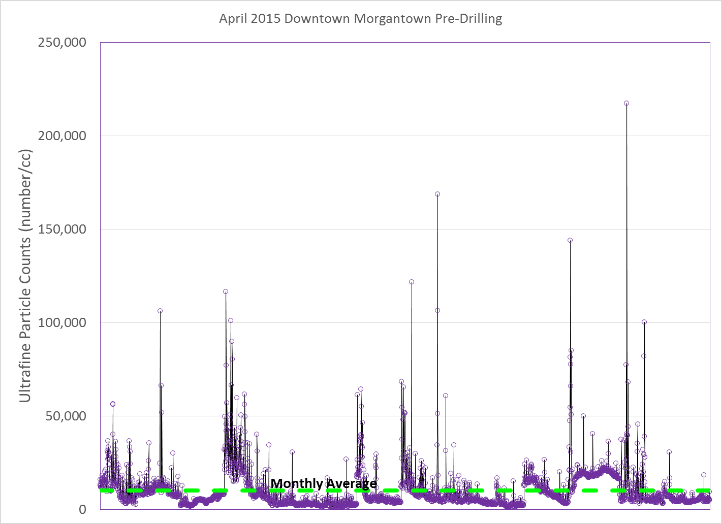 April 2015 Downtown Morgantown Pre-Drilling
250,000
200,000
150,000
100,000
50,000
0
Ultrafine Particle Counts (number/cc)
Monthly Average